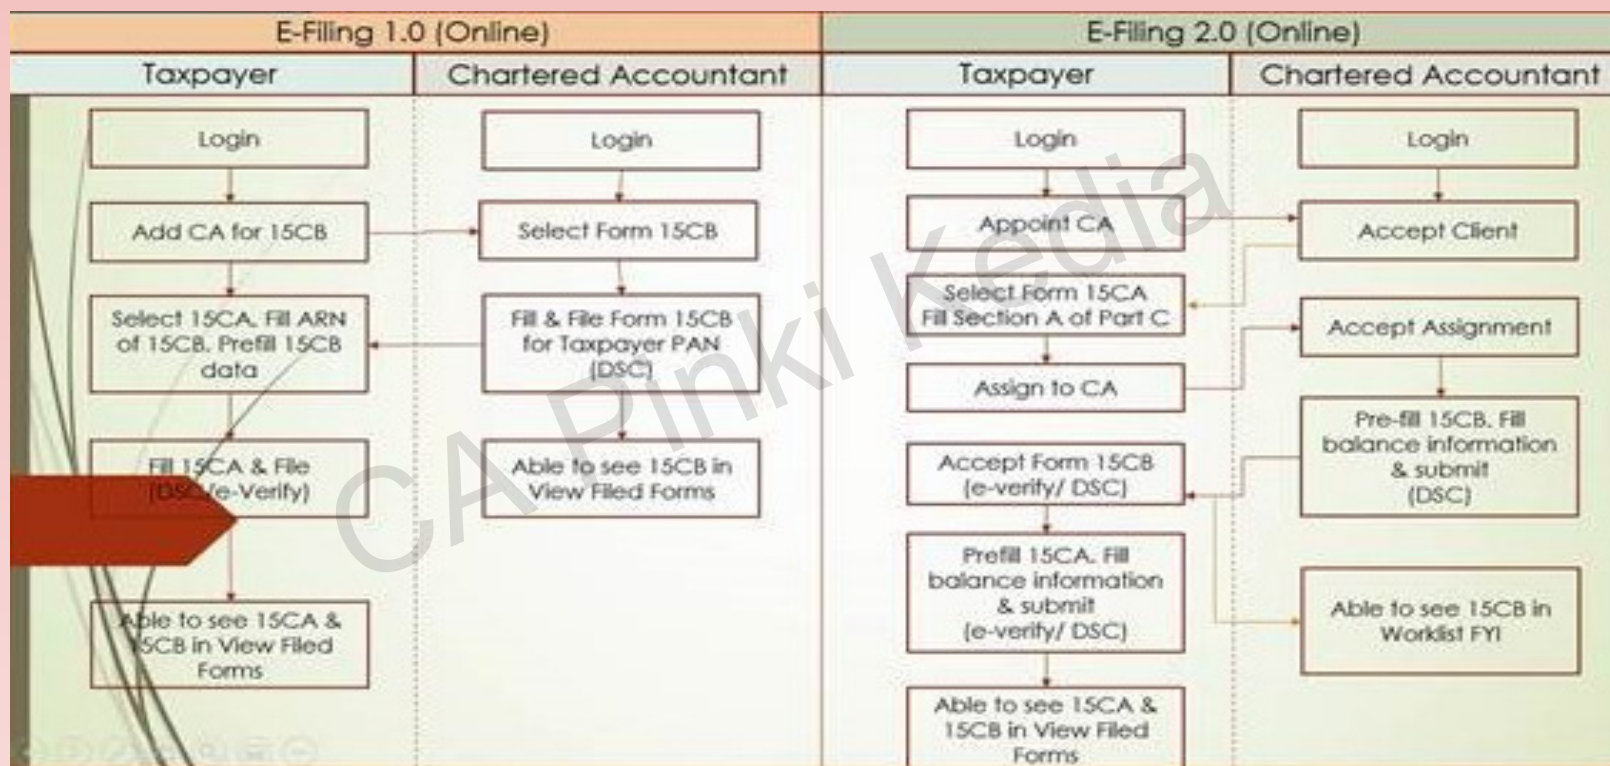 E-Filing 1.0 (Online)
E-Filing 2.0 (Online)
Taxpayer
Chartered Accountant
Taxpayer
Chartered Accountant
Login
Add CA for 15CB
Select 15CA. Fill ARN
of 15CB. Prefill 15CB
data
Fill 15CA & File
(DSC/e-Verify)
Able to see 15CA &
15CB in View Filed
Forms
Login
Select Form 15CB
Fill & File Form 15CB
for Taxpayer PAN
(DSC)
Able to see 15CB in
View Filed Forms
Login
Appoint CA
Select Form 15CA
Fill Section A of Part C
Assign to CA
Accept Form 15CB
(e-verify/ DSC)
Prefill 15CA. Fill
balance information
& submit
(e-verify/ DSC)
Able to see 15CA &
15CB in View Filed
Forms
Login
Accept Client
Accept Assignment
Pre-fill 15CB. Fill
balance information
& submit
(DSC)
Able to see 15CB in
Worklist FYI
CA Pinki Kedia